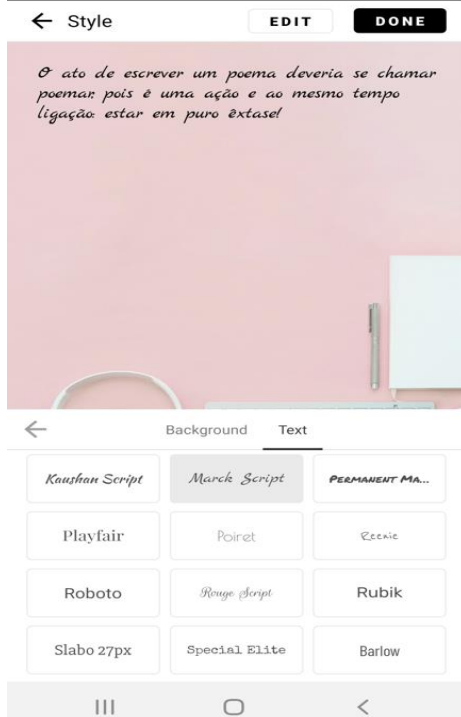 Style
EDIT
DONE
O ato de escrever um poema deveria se chamar
poemar: pois é uma ação e ao mesmo tempo
ligação: estar em puro êxtase!
Background
Text
Kaushan Script
Marck Script
PERMANENT MA...
Playfair
Poiret
Reenie
Roboto
Rouge Script
Rubik
Slabo 27px
Special Elite
Barlow